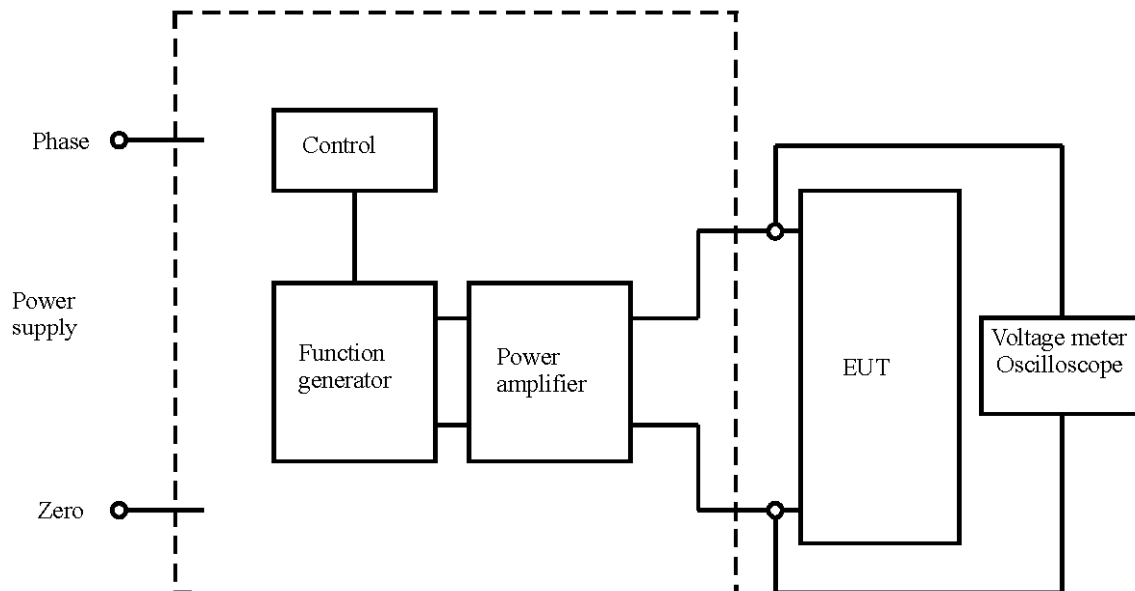 Phase
Control
Power
supply
Function
generator
Power
amplifier
EUT
Voltage meter
Oscilloscope
Zero